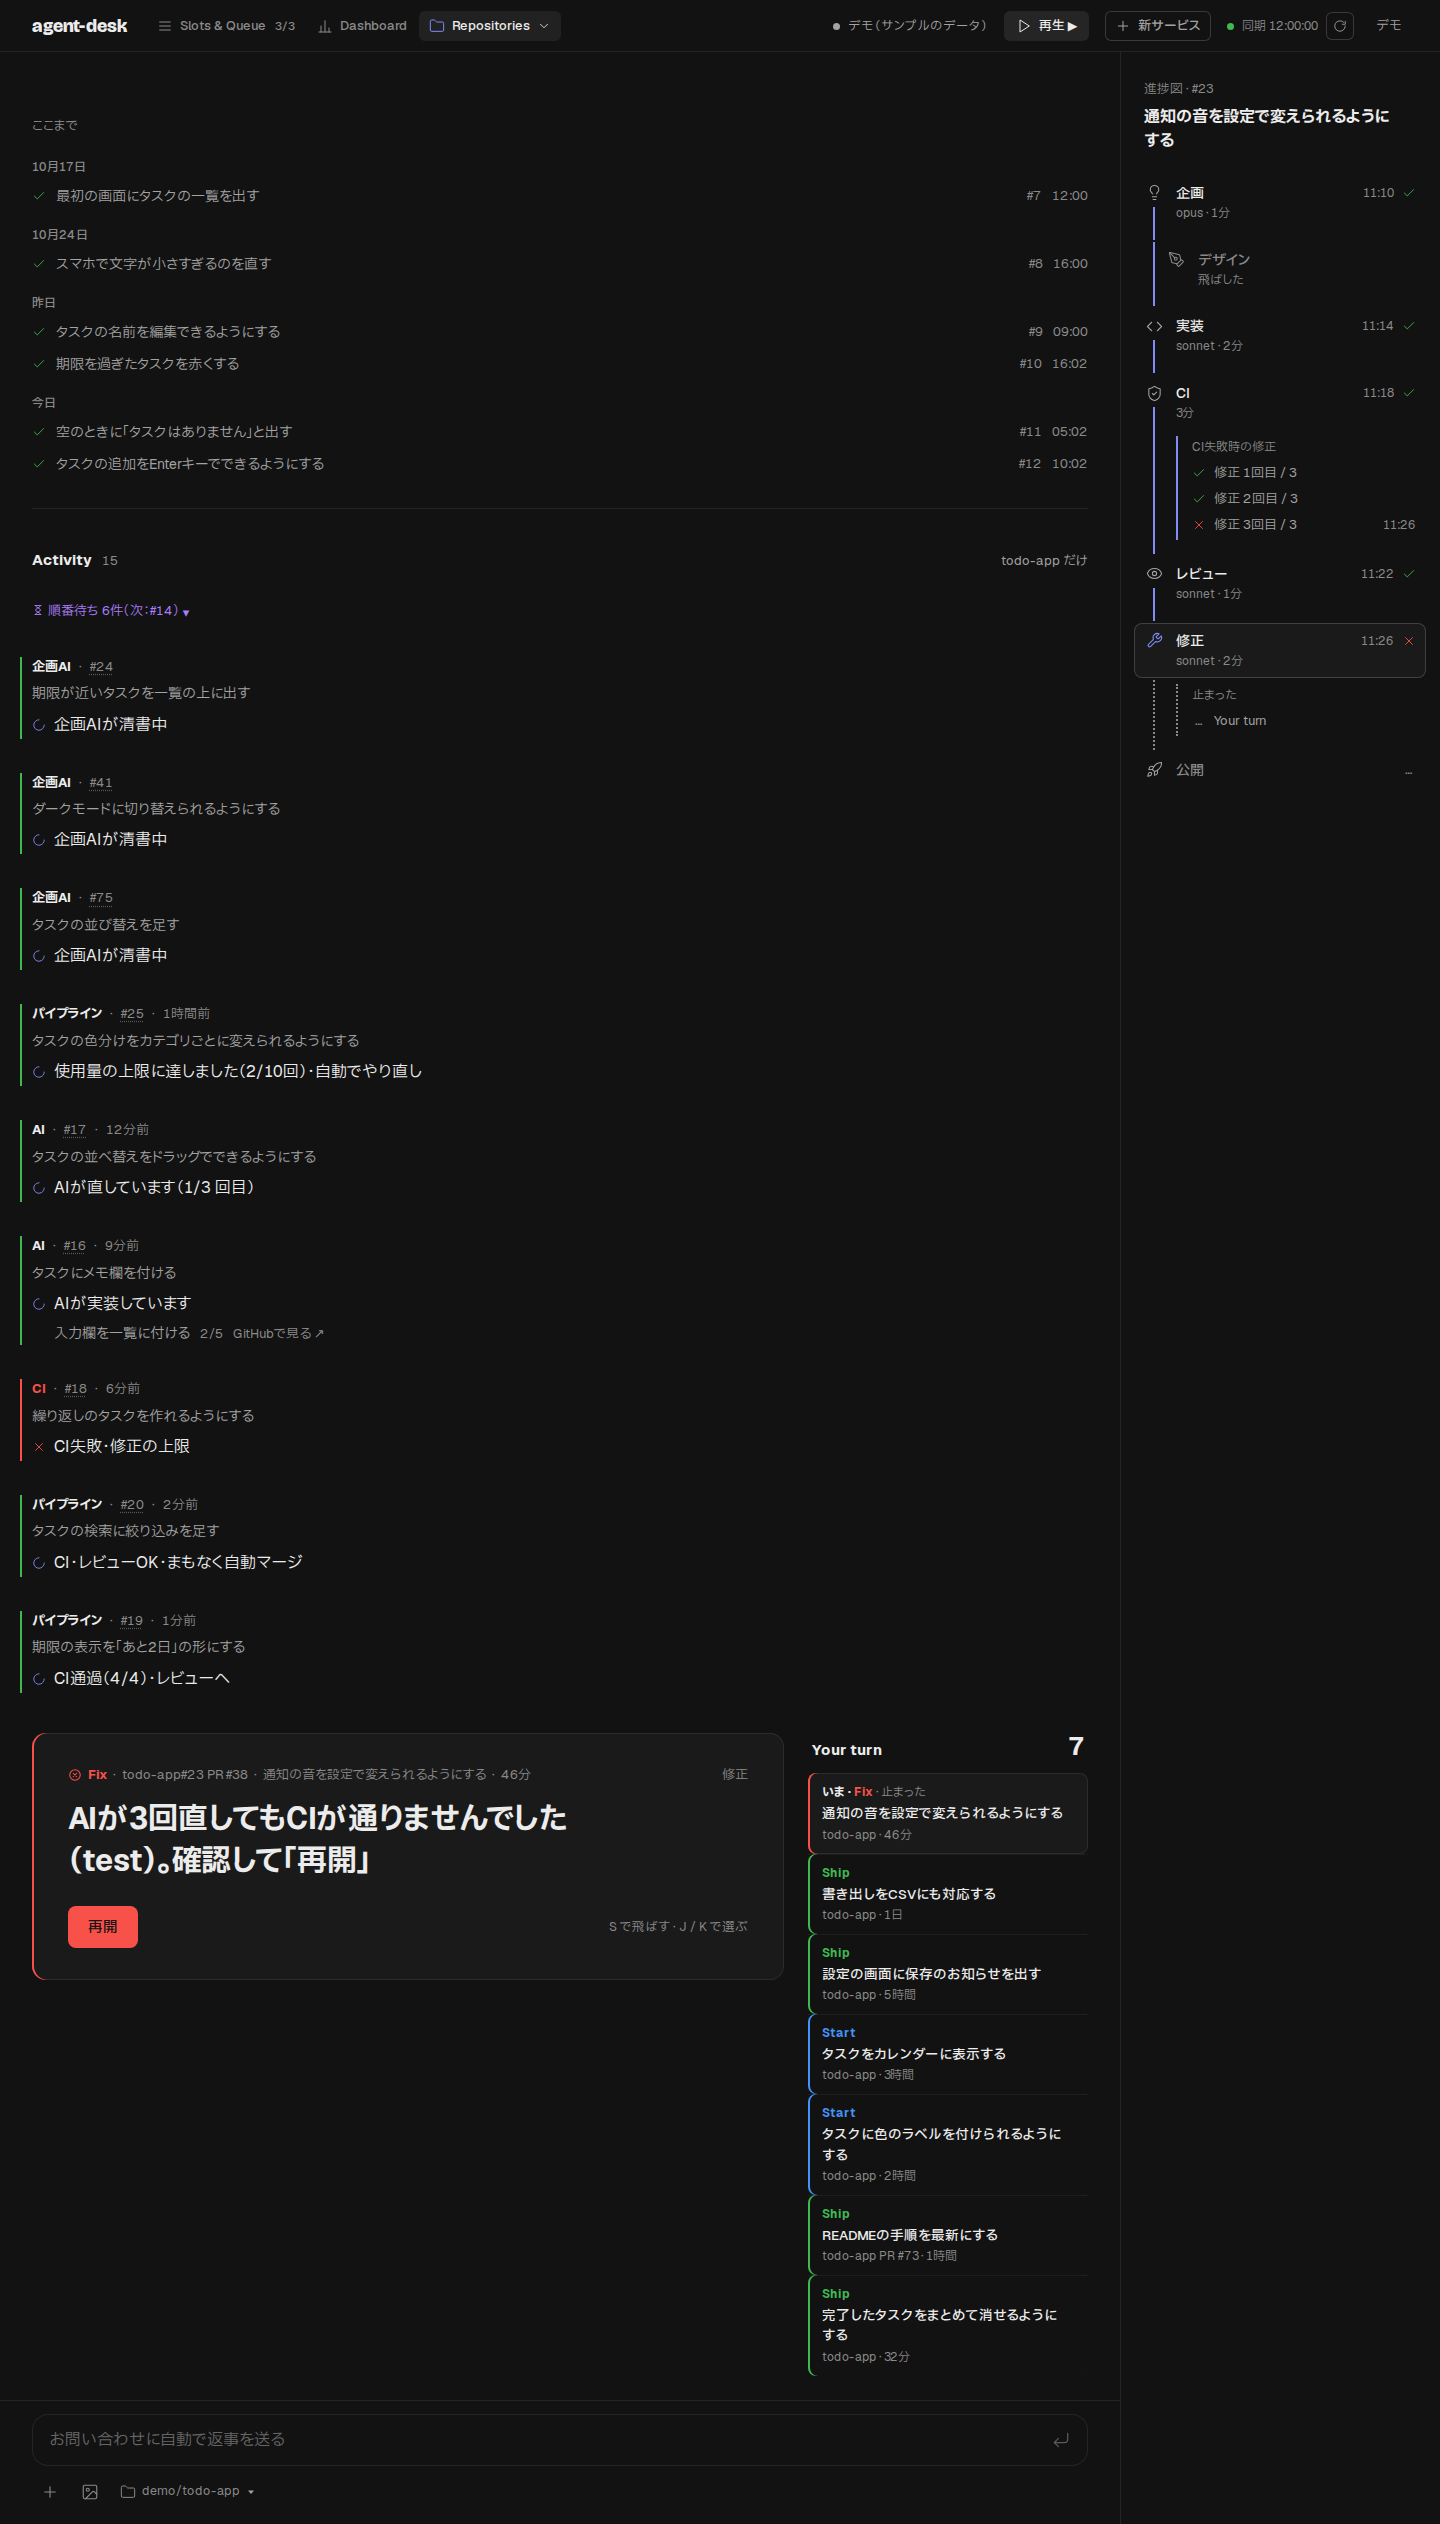 agent-desk Slots & Queue 3/3 Dashboard Repositories デモ(サンプルのデータ) 再生 ▶ 新サービス 同期 12:00:00 デモ
ここまで
10月17日
最初の画面にタスクの一覧を出す #7 12:00
10月24日
スマホで文字が小さすぎるのを直す #8 16:00
昨日
タスクの名前を編集できるようにする #9 09:00
期限を過ぎたタスクを赤くする #10 16:02
今日
空のときに「タスクはありません」と出す #11 05:02
タスクの追加をEnterキーでできるようにする #12 10:02
Activity 15 todo-app だけ
順番待ち 6件(次:#14) ▾
企画AI · #24
期限が近いタスクを一覧の上に出す
企画AIが清書中
企画AI · #41
ダークモードに切り替えられるようにする
企画AIが清書中
企画AI · #75
タスクの並び替えを足す
企画AIが清書中
パイプライン · #25 · 1時間前
タスクの色分けをカテゴリごとに変えられるようにする
使用量の上限に達しました(2/10回)・自動でやり直し
AI · #17 · 12分前
タスクの並べ替えをドラッグでできるようにする
AIが直しています(1/3 回目)
AI · #16 · 9分前
タスクにメモ欄を付ける
AIが実装しています
入力欄を一覧に付ける 2/5 GitHubで見る ↗
CI · #18 · 6分前
繰り返しのタスクを作れるようにする
CI失敗・修正の上限
パイプライン · #20 · 2分前
タスクの検索に絞り込みを足す
CI・レビューOK・まもなく自動マージ
パイプライン · #19 · 1分前
期限の表示を「あと2日」の形にする
CI通過(4/4)・レビューへ
Fix · todo-app#23 PR #38 · 通知の音を設定で変えられるようにする · 46分 修正
AIが3回直してもCIが通りませんでした
(test)。確認して「再開」
再開 S で飛ばす · J / K で選ぶ
Your turn 7
いま · Fix · 止まった
通知の音を設定で変えられるようにする
todo-app · 46分
Ship
書き出しをCSVにも対応する
todo-app · 1日
Ship
設定の画面に保存のお知らせを出す
todo-app · 5時間
Start
タスクをカレンダーに表示する
todo-app · 3時間
Start
タスクに色のラベルを付けられるように
する
todo-app · 2時間
Ship
READMEの手順を最新にする
todo-app PR #73 · 1時間
Ship
完了したタスクをまとめて消せるように
する
todo-app · 32分
お問い合わせに自動で返事を送る
demo/todo-app ▾
進捗図 · #23
通知の音を設定で変えられるように
する
企画 11:10
opus · 1分
デザイン
飛ばした
実装 11:14
sonnet · 2分
CI 11:18
3分
CI失敗時の修正
修正 1回目 / 3
修正 2回目 / 3
修正 3回目 / 3 11:26
レビュー 11:22
sonnet · 1分
修正 11:26
sonnet · 2分
止まった
… Your turn
公開 …